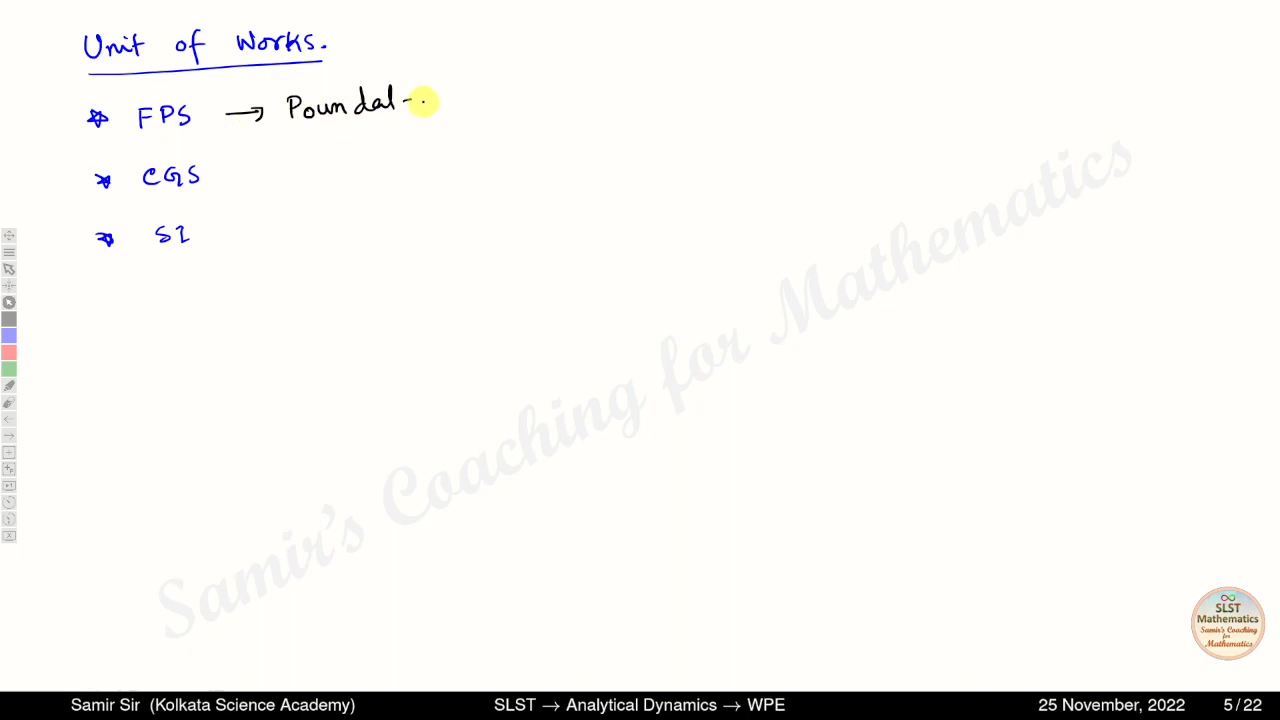 Unit of Works.
* FPS → Poundal -
* CGS
* SI
Samir's Coaching for Mathematics
SLST
Mathematics
Samir's Coaching
for
Mathematics
Samir Sir (Kolkata Science Academy) SLST → Analytical Dynamics → WPE 25 November, 2022 5 / 22